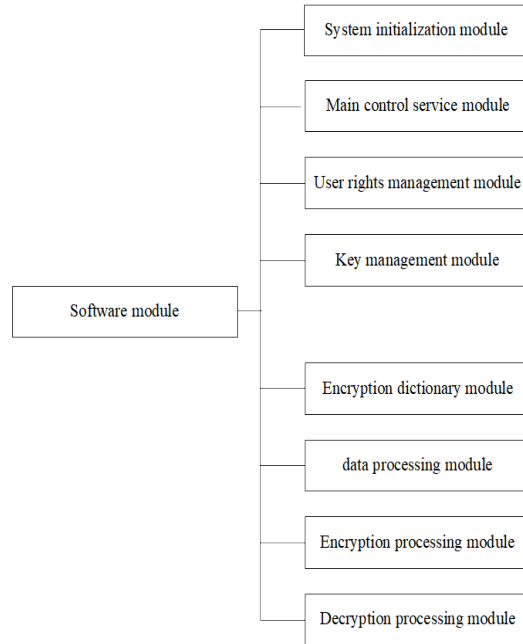 System initialization module
Main control service module
User rights management module
Key management module
Software module
Encryption dictionary module
data processing module
Encryption processing module
Decryption processing module